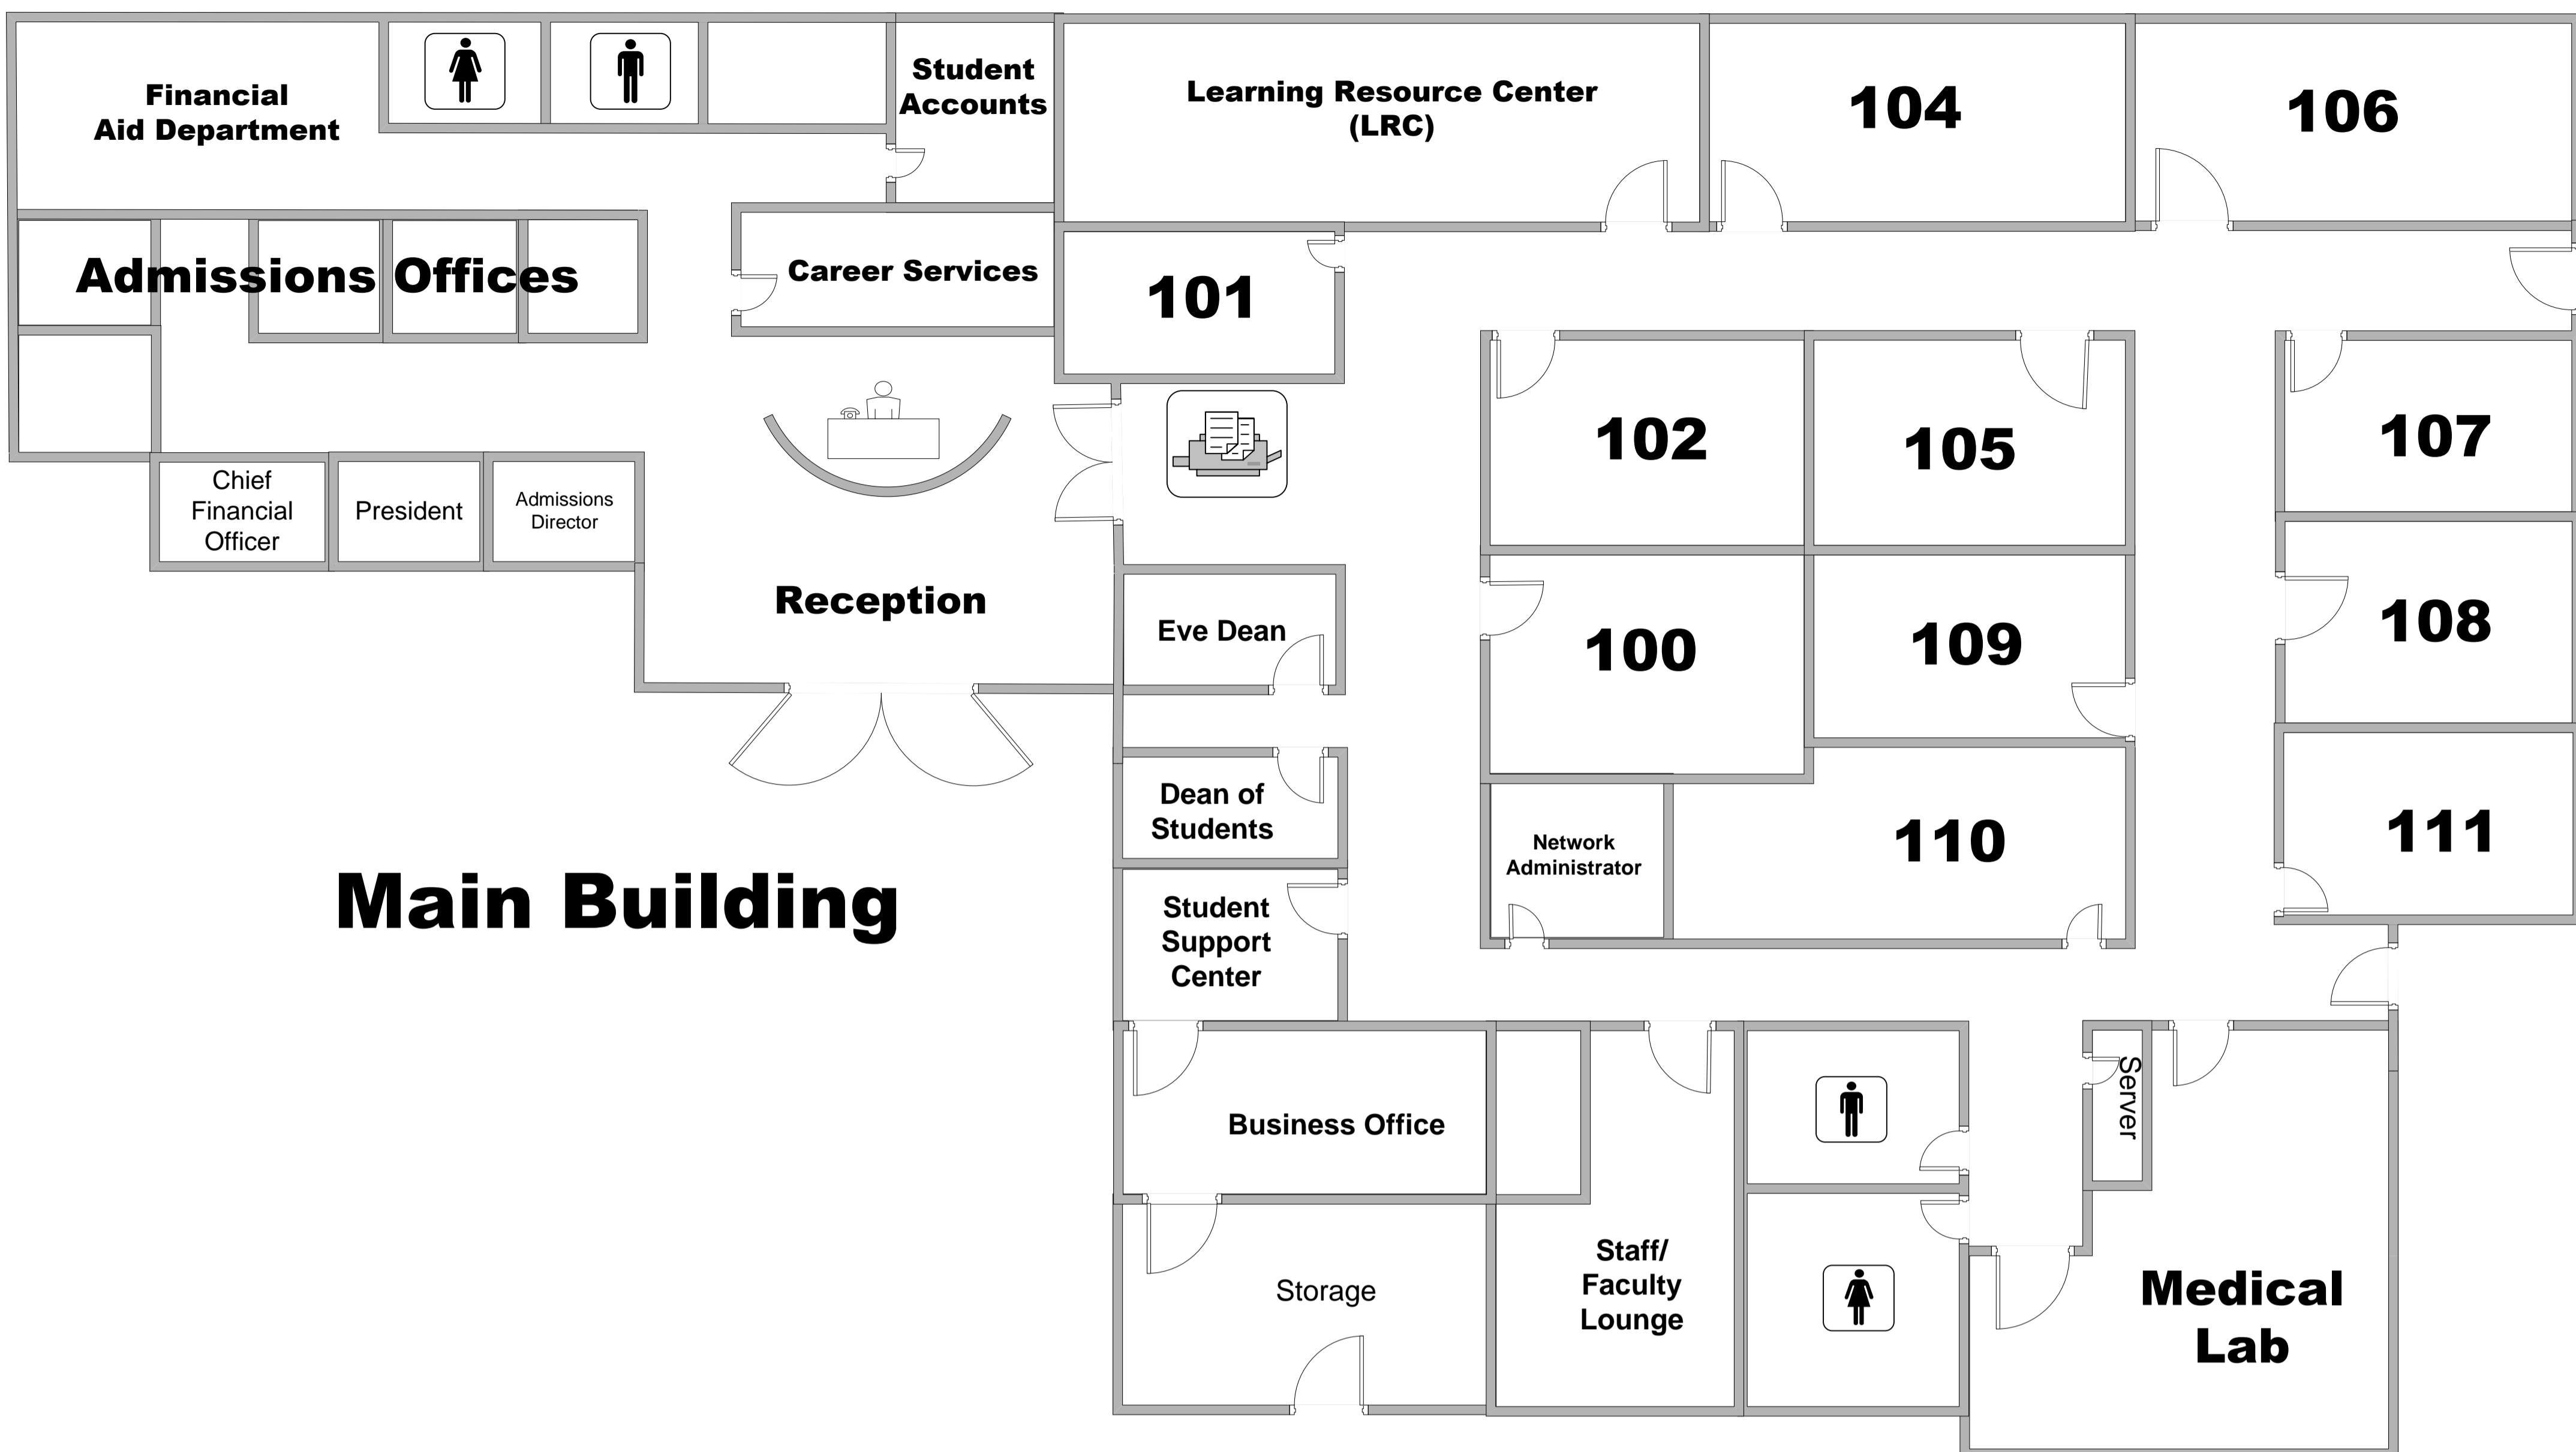 Financial
Aid Department
Student
Accounts
Learning Resource Center
(LRC)
104
106
Admissions Offices
Career Services
101
102
105
107
Chief
Financial
Officer
President
Admissions
Director
Reception
Eve Dean
100
109
108
Dean of
Students
Network
Administrator
110
111
Main Building
Student
Support
Center
Business Office
Server
Storage
Staff/
Faculty
Lounge
Medical
Lab